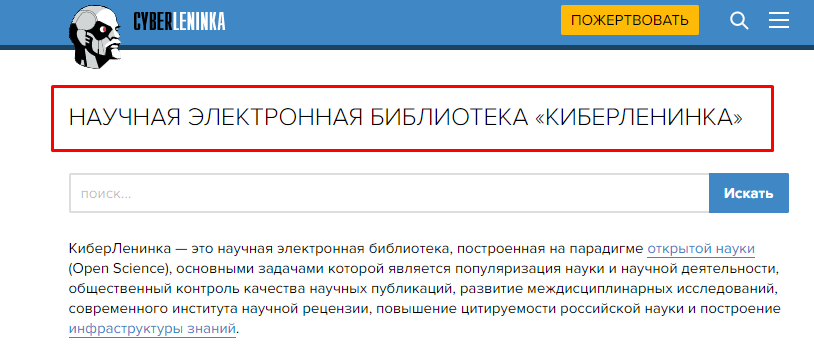 CYBERLENINKA
ПОЖЕРТВОВАТЬ
НАУЧНАЯ ЭЛЕКТРОННАЯ БИБЛИОТЕКА «КИБЕРЛЕНИНКА»
поиск...
Искать
КиберЛенинка — это научная электронная библиотека, построенная на парадигме открытой науки
(Open Science), основными задачами которой является популяризация науки и научной деятельности,
общественный контроль качества научных публикаций, развитие междисциплинарных исследований,
современного института научной рецензии, повышение цитируемости российской науки и построение
инфраструктуры знаний.